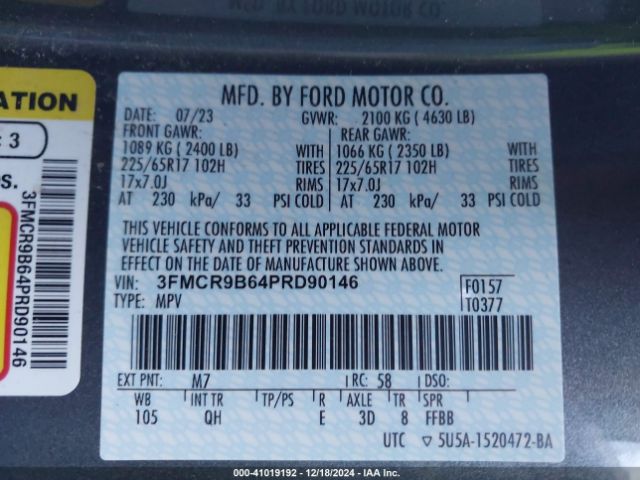 MFD. BY FORD MOTOR CO.
DATE: 07/23 GVWR: 2100 KG (4630 LB)
FRONT GAWR: REAR GAWR:
1089 KG (2400 LB) WITH 1066 KG (2350 LB) WITH
225/65R17 102H TIRES 225/65R17 102H TIRES
17x7.0J RIMS 17x7.0J RIMS
AT 230 kPa/ 33 PSI COLD AT 230 kPa/ 33 PSI COLD
THIS VEHICLE CONFORMS TO ALL APPLICABLE FEDERAL MOTOR
VEHICLE SAFETY AND THEFT PREVENTION STANDARDS IN
EFFECT ON THE DATE OF MANUFACTURE SHOWN ABOVE.
VIN: 3FMCR9B64PRD90146 F0157
TYPE: MPV T0377
EXT PNT: M7 RC: 58 DSO:
WB INT TR TP/PS R AXLE TR SPR
105 QH E 3D 8 FFBB
UTC ▽ 5U5A-1520472-BA
3
3FMCR9B64PRD90146
000-41019192 - 12/18/2024 - IAA Inc.